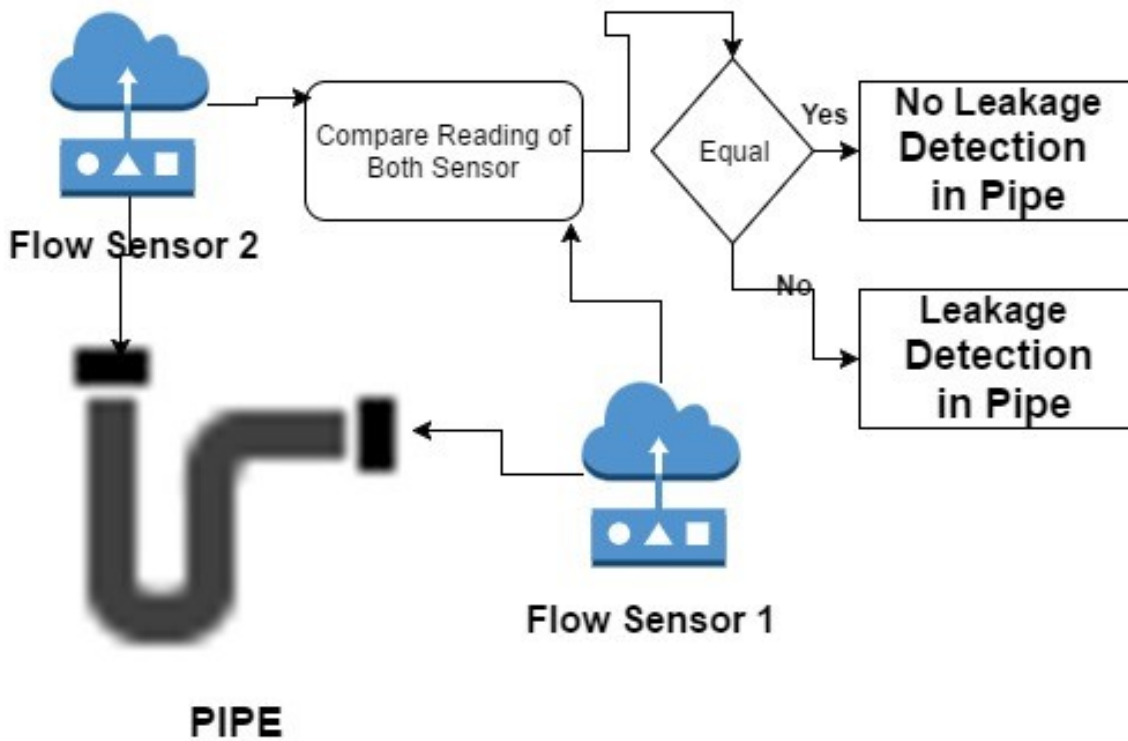 Flow Sensor 2
Compare Reading of
Both Sensor
Equal
Yes
No Leakage
Detection
in Pipe
No
Leakage
Detection
in Pipe
Flow Sensor 1
PIPE